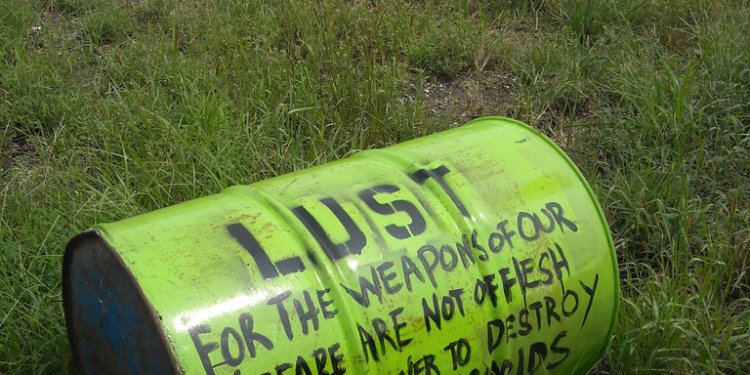 LUST
FOR THE WEAPONS OF OUR
ARE NOT OF FLESH
TO DESTROY